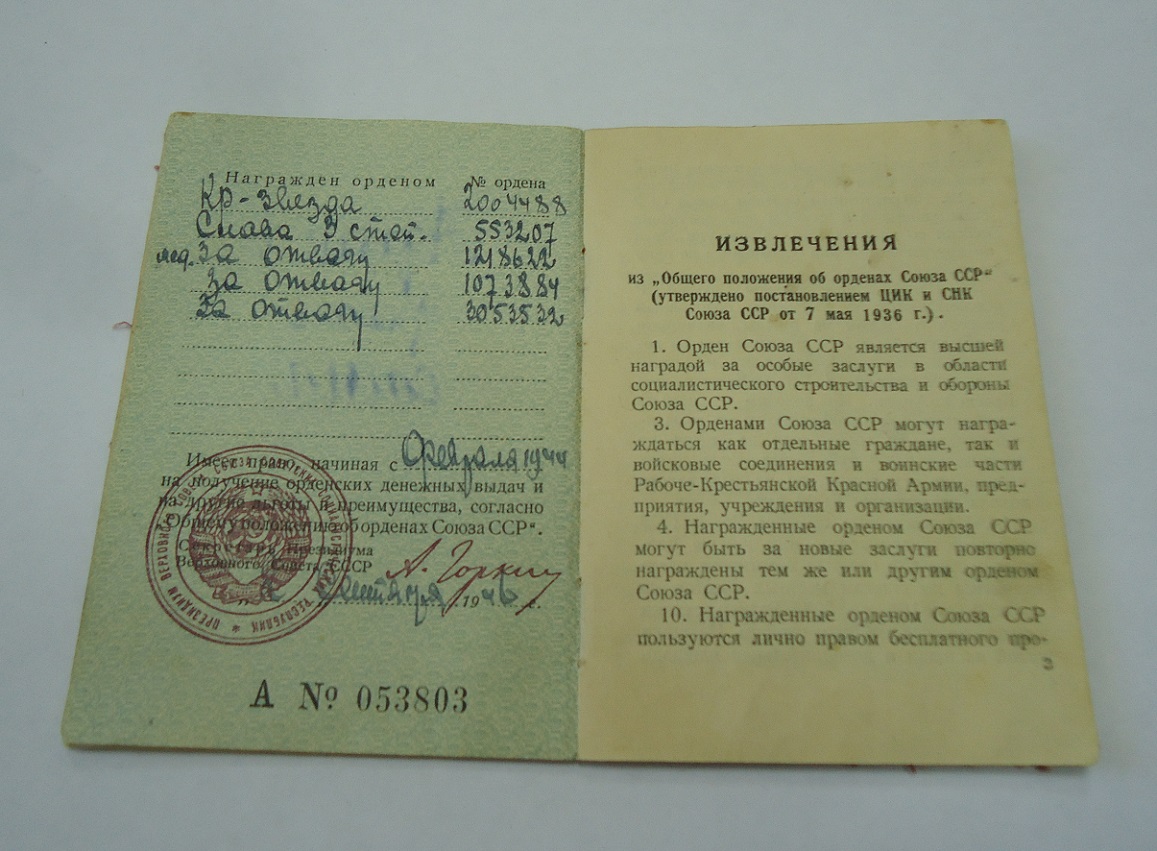 Награжден орденом № ордена
Кр-звезда 2004488
Слава 3 степ. 553207
мед. За отвагу 1218622
За отвагу 1073884
За отвагу 3053532
Имеет право, начиная с февраля 1944
на получение орденских денежных выдач и
на другие льготы и преимущества, согласно
„Общему положению об орденах Союза ССР“.
Секретарь Президиума
Верховного Совета СССР А. Горкин
сентября 1946 г.
А № 053803
ИЗВЛЕЧЕНИЯ
из „Общего положения об орденах Союза ССР“
(утверждено постановлением ЦИК и СНК
Союза ССР от 7 мая 1936 г.).
1. Орден Союза ССР является высшей
наградой за особые заслуги в области
социалистического строительства и обороны
Союза ССР.
3. Орденами Союза ССР могут награ-
ждаться как отдельные граждане, так и
войсковые соединения и воинские части
Рабоче-Крестьянской Красной Армии, пред-
приятия, учреждения и организации.
4. Награжденные орденом Союза ССР
могут быть за новые заслуги повторно
награждены тем же или другим орденом
Союза ССР.
10. Награжденные орденом Союза ССР
пользуются лично правом бесплатного про-